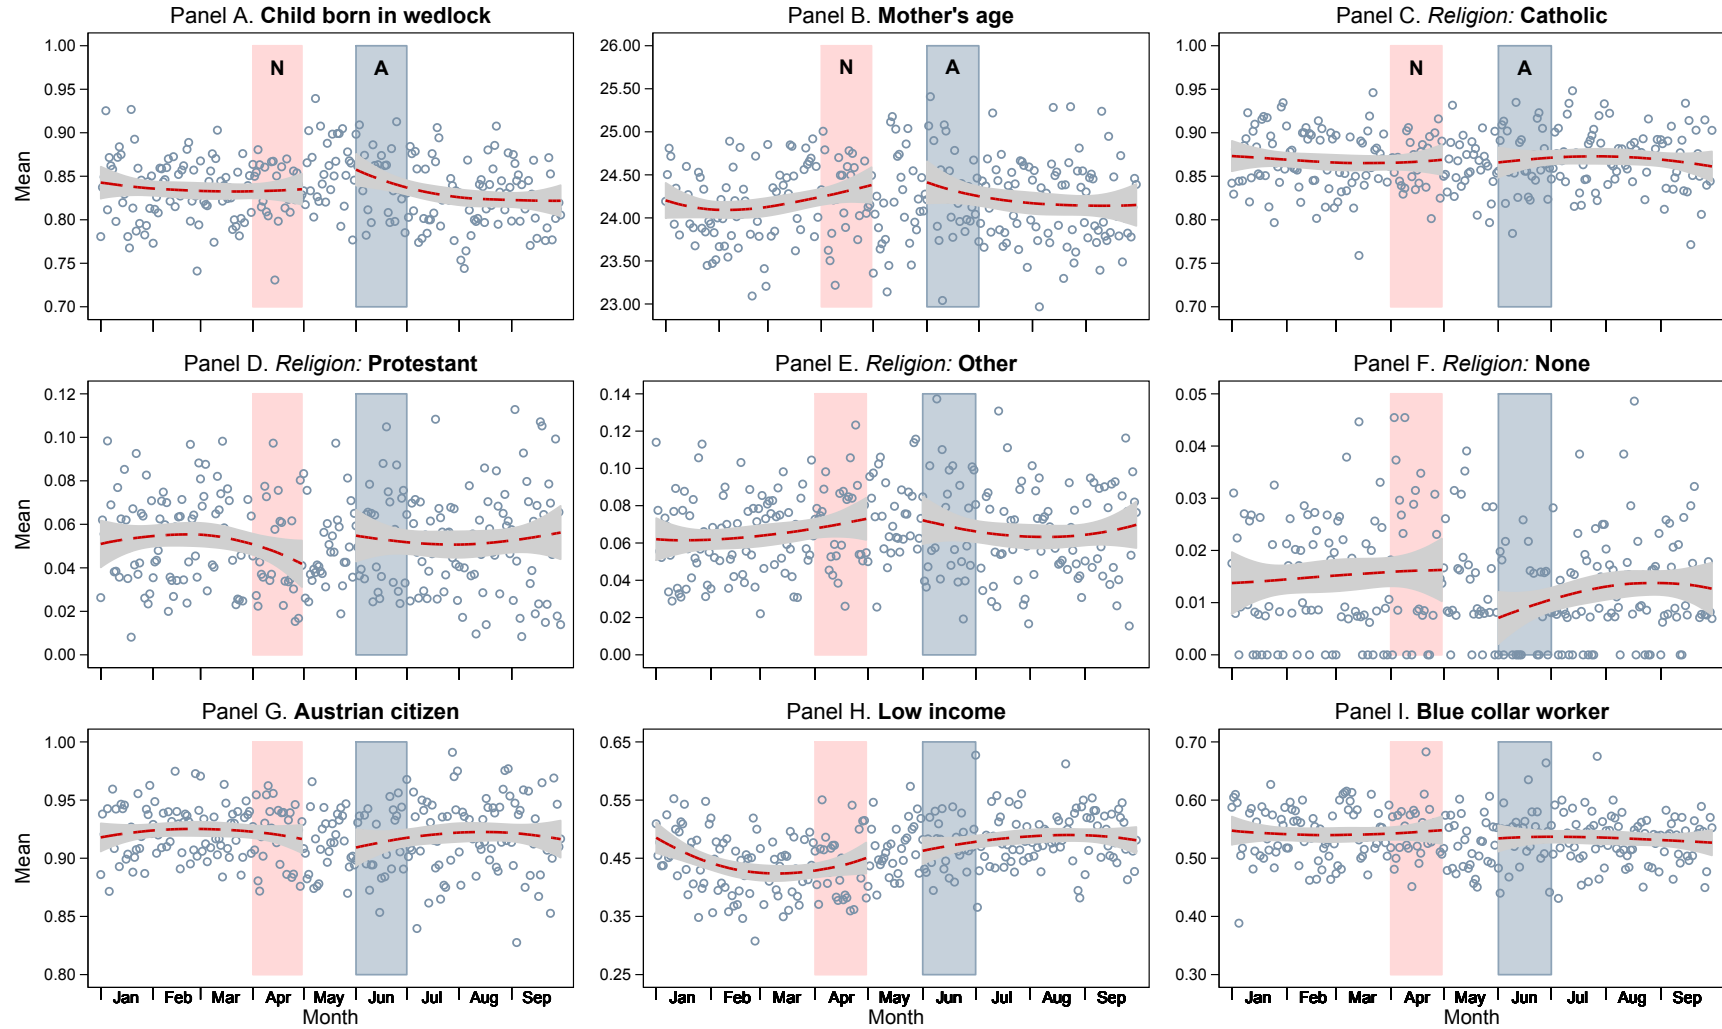 Panel A. Child born in wedlock
Panel B. Mother's age
Panel C. Religion: Catholic
1.00
0.95
0.90
0.85
0.80
0.75
0.70
Mean
N
A
26.00
25.50
25.00
24.50
24.00
23.50
23.00
N
A
1.00
0.95
0.90
0.85
0.80
0.75
0.70
N
A
Panel D. Religion: Protestant
Panel E. Religion: Other
Panel F. Religion: None
0.12
0.10
0.08
0.06
0.04
0.02
0.00
Mean
0.14
0.12
0.10
0.08
0.06
0.04
0.02
0.00
0.05
0.04
0.03
0.02
0.01
0.00
Panel G. Austrian citizen
Panel H. Low income
Panel I. Blue collar worker
1.00
0.95
0.90
0.85
0.80
Mean
Jan Feb Mar Apr May Jun Jul Aug Sep
Month
0.65
0.55
0.45
0.35
0.25
Jan Feb Mar Apr May Jun Jul Aug Sep
Month
0.70
0.60
0.50
0.40
0.30
Jan Feb Mar Apr May Jun Jul Aug Sep
Month